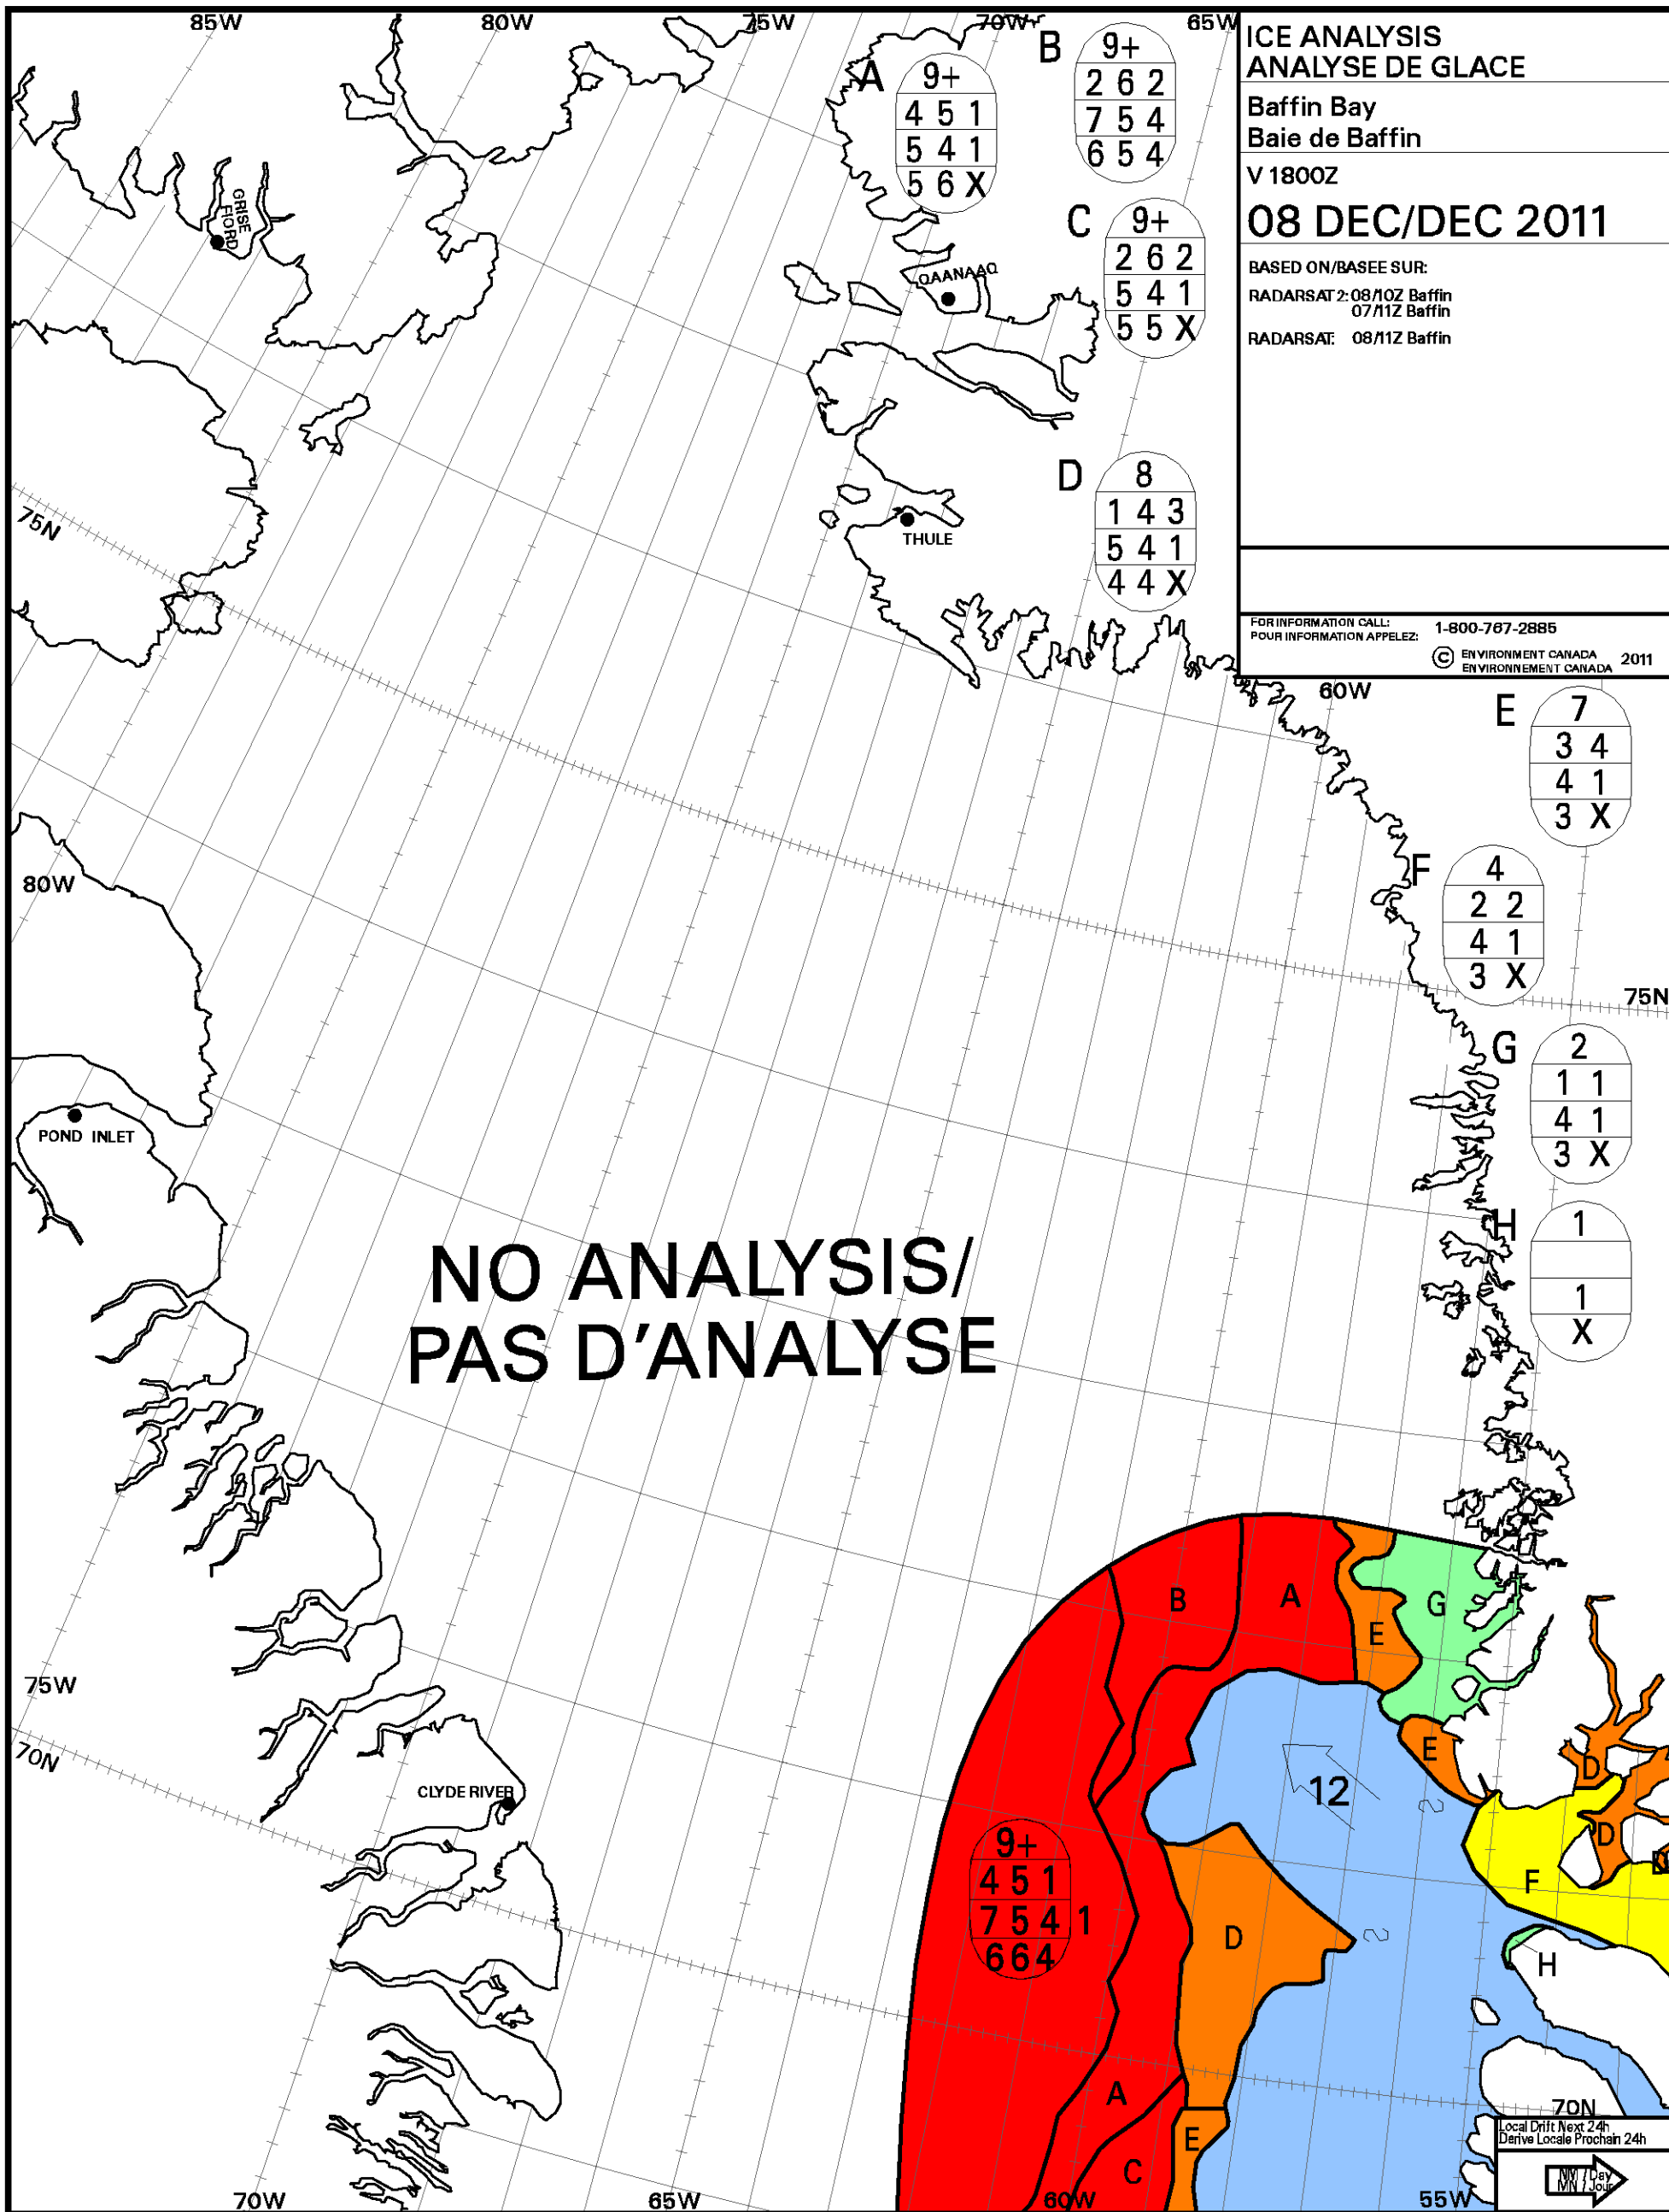 85W
80W
75W
70W
65W
ICE ANALYSIS
ANALYSE DE GLACE
Baffin Bay
Baie de Baffin
V 1800Z
08 DEC/DEC 2011
BASED ON/BASEE SUR:
RADARSAT 2: 08/10Z Baffin
07/11Z Baffin
RADARSAT: 08/11Z Baffin
FOR INFORMATION CALL:
POUR INFORMATION APPELEZ:
1-800-767-2885
© ENVIRONMENT CANADA
ENVIRONNEMENT CANADA
2011
A
9+
4 5 1
5 4 1
5 6 X
B
9+
2 6 2
7 5 4
6 5 4
C
9+
2 6 2
5 4 1
5 5 X
D
8
1 4 3
5 4 1
4 4 X
GRISE
FIORD
QAANAAQ
THULE
75N
60W
E
7
3 4
4 1
3 X
F
4
2 2
4 1
3 X
80W
75N
G
2
1 1
4 1
3 X
POND INLET
H
1
1
X
NO ANALYSIS/
PAS D'ANALYSE
B
A
G
E
75W
70N
E
D
CLYDE RIVER
12
D
9+
4 5 1
7 5 4 1
6 6 4
F
D
H
A
70N
E
C
Local Drift Next 24h
Derive Locale Prochain 24h
NM / Day
MN / Jour
70W
65W
60W
55W